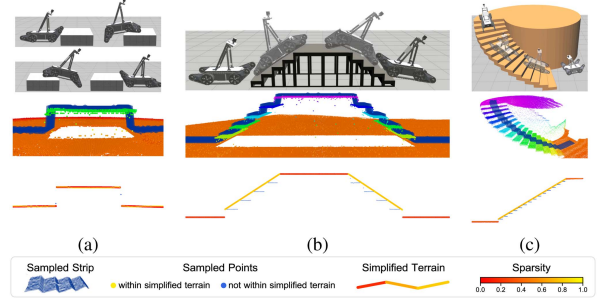 (a)
(b)
(c)
Sampled Strip
Sampled Points
within simplified terrain
not within simplified terrain
Simplified Terrain
Sparsity
0.0 0.2 0.4 0.6 0.8 1.0